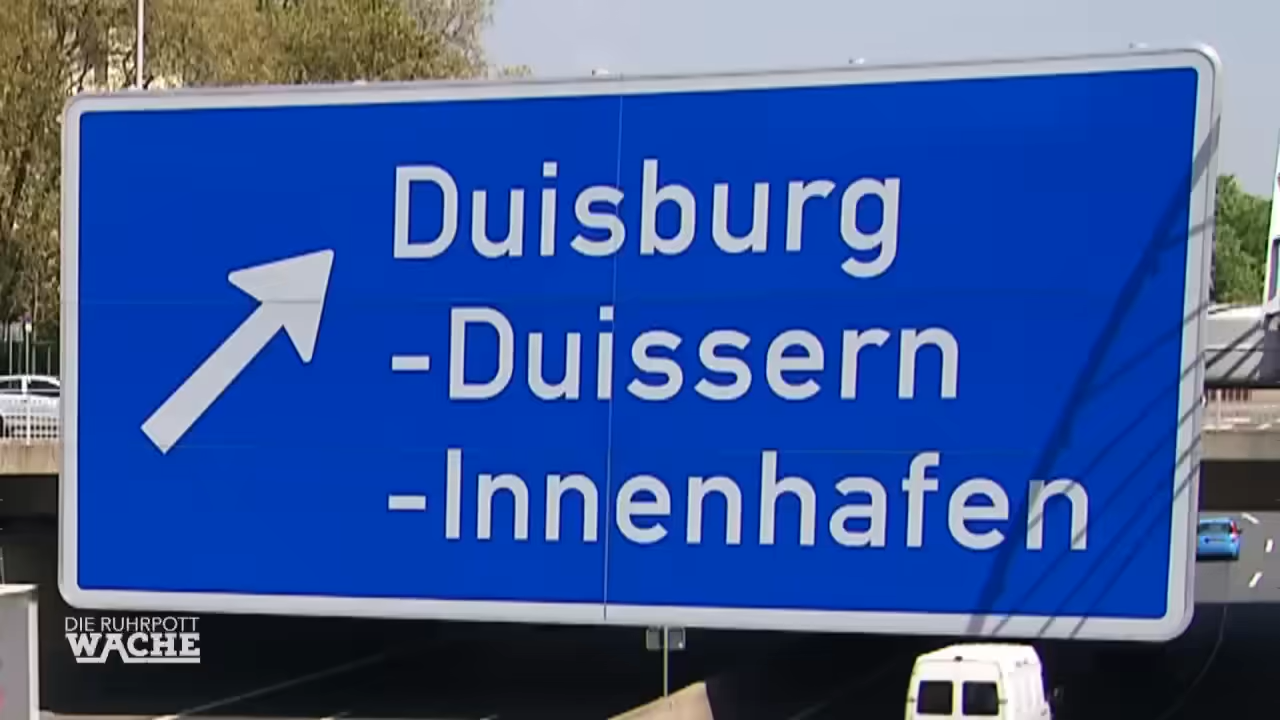 Duisburg
-Duissern
-Innenhafen
DIE RUHRPOTT
WACHE